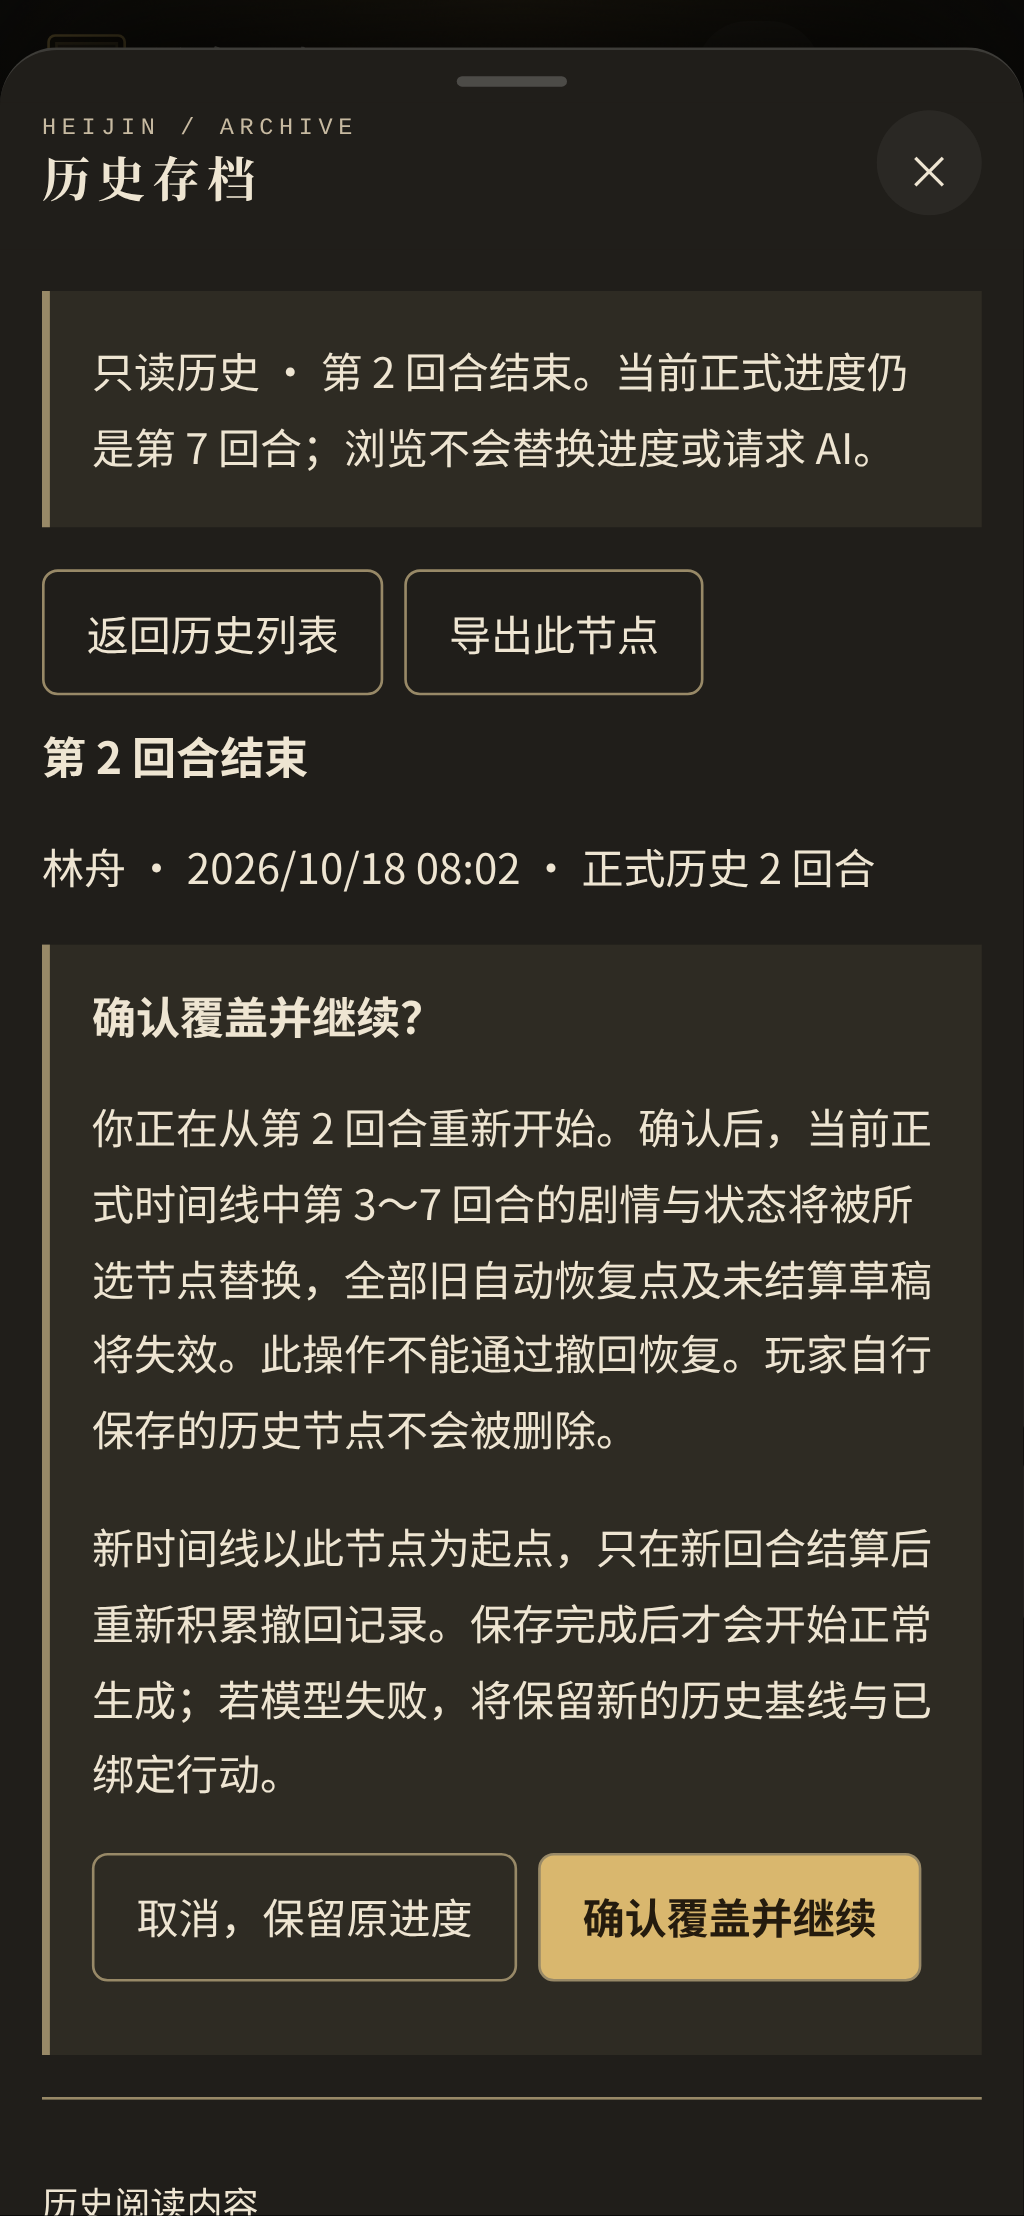 HEIJIN / ARCHIVE
历史存档
只读历史 · 第 2 回合结束。当前正式进度仍
是第 7 回合；浏览不会替换进度或请求 AI。
返回历史列表 导出此节点
第 2 回合结束
林舟 · 2026/10/18 08:02 · 正式历史 2 回合
确认覆盖并继续？
你正在从第 2 回合重新开始。确认后，当前正
式时间线中第 3～7 回合的剧情与状态将被所
选节点替换，全部旧自动恢复点及未结算草稿
将失效。此操作不能通过撤回恢复。玩家自行
保存的历史节点不会被删除。
新时间线以此节点为起点，只在新回合结算后
重新积累撤回记录。保存完成后才会开始正常
生成；若模型失败，将保留新的历史基线与已
绑定行动。
取消，保留原进度 确认覆盖并继续
历史阅读内容